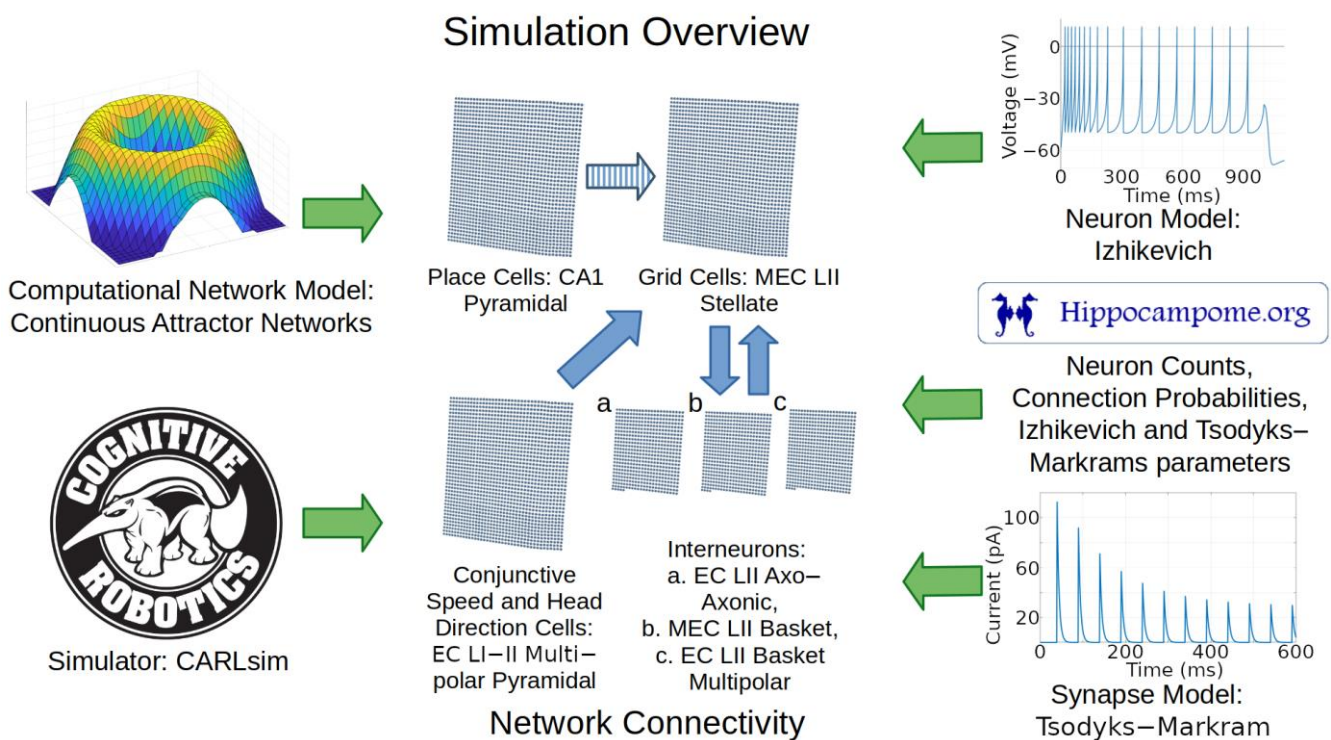 Simulation Overview
Computational Network Model:
Continuous Attractor Networks
COGNITIVE
ROBOTICS
Simulator: CARLsim
Place Cells: CA1
Pyramidal
Grid Cells: MEC LII
Stellate
a
b
c
Conjunctive
Speed and Head
Direction Cells:
EC LI–II Multi–
polar Pyramidal
Interneurons:
a. EC LII Axo–
Axonic,
b. MEC LII Basket,
c. EC LII Basket
Multipolar
Network Connectivity
Voltage (mV)
0
−30
−60
0 300 600 900
Time (ms)
Neuron Model:
Izhikevich
Hippocampome.org
Neuron Counts,
Connection Probabilities,
Izhikevich and Tsodyks–
Markrams parameters
Current (pA)
100
60
20
0 200 400 600
Time (ms)
Synapse Model:
Tsodyks−Markram